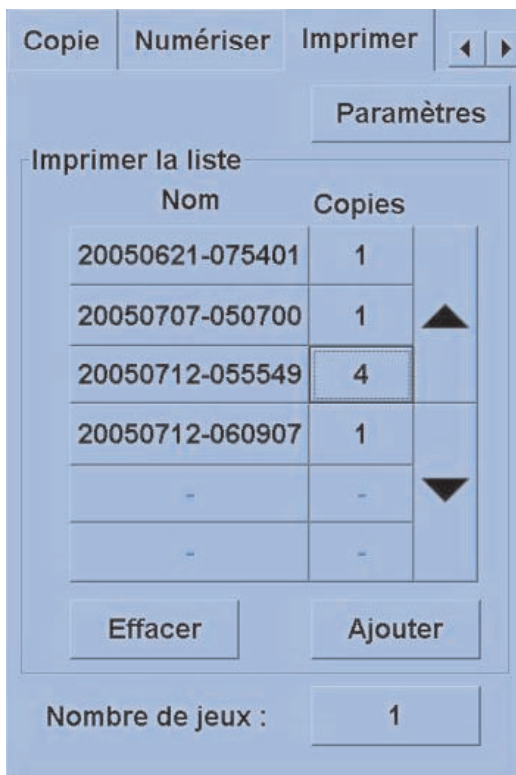 Copie Numériser Imprimer
Paramètres
Imprimer la liste
Nom Copies
20050621-075401 1
20050707-050700 1
20050712-055549 4
20050712-060907 1
- -
- -
Effacer Ajouter
Nombre de jeux : 1